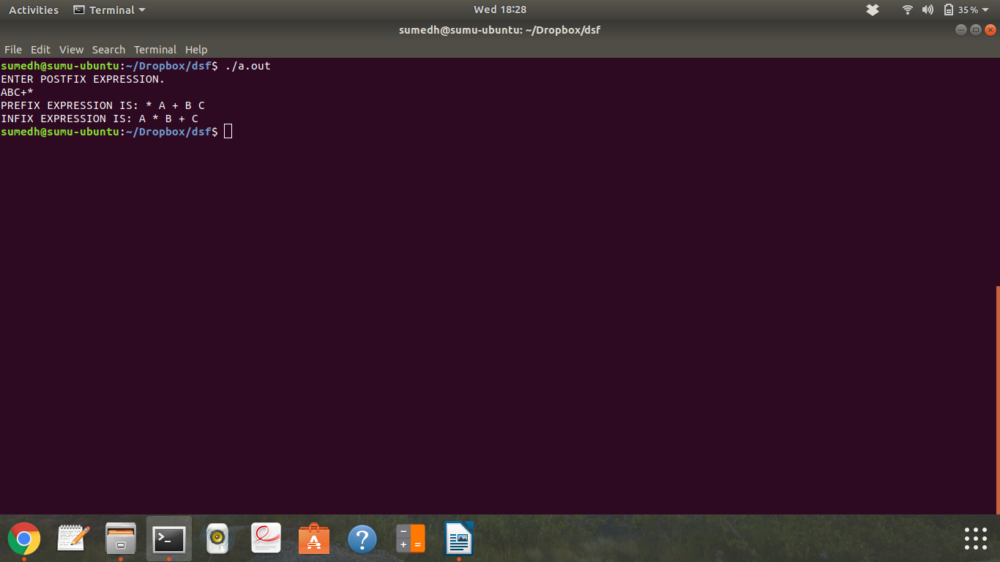 Activities Terminal Wed 18:28 35%
sumedh@sumu-ubuntu: ~/Dropbox/dsf
File Edit View Search Terminal Help
sumedh@sumu-ubuntu:~/Dropbox/dsf$ ./a.out
ENTER POSTFIX EXPRESSION.
ABC+*
PREFIX EXPRESSION IS: * A + B C
INFIX EXPRESSION IS: A * B + C
sumedh@sumu-ubuntu:~/Dropbox/dsf$